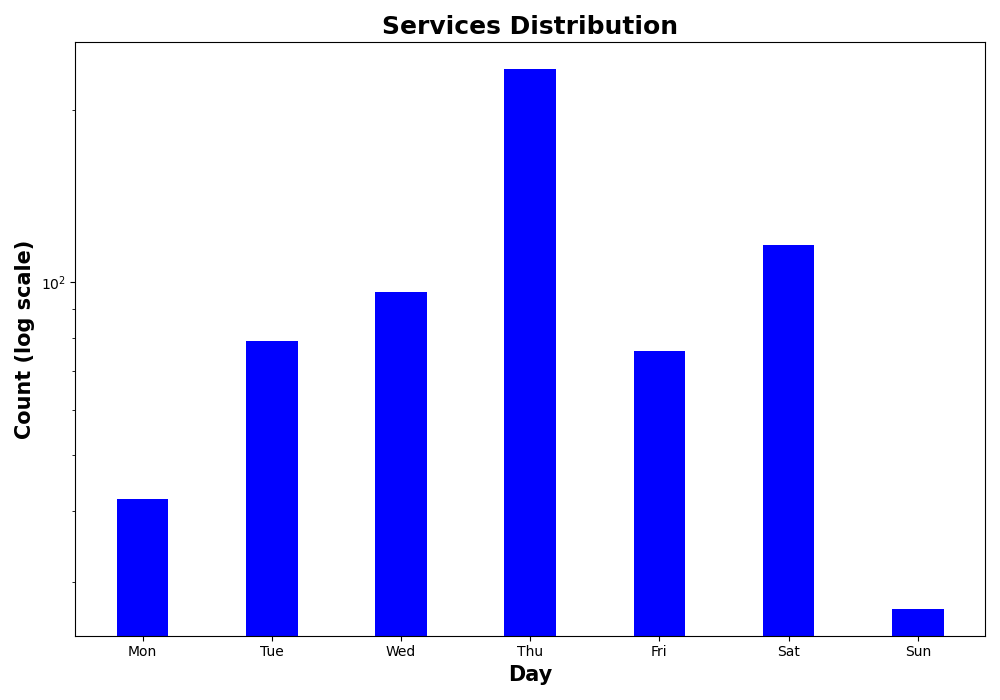 Services Distribution
Count (log scale)
10²
Mon Tue Wed Thu Fri Sat Sun
Day